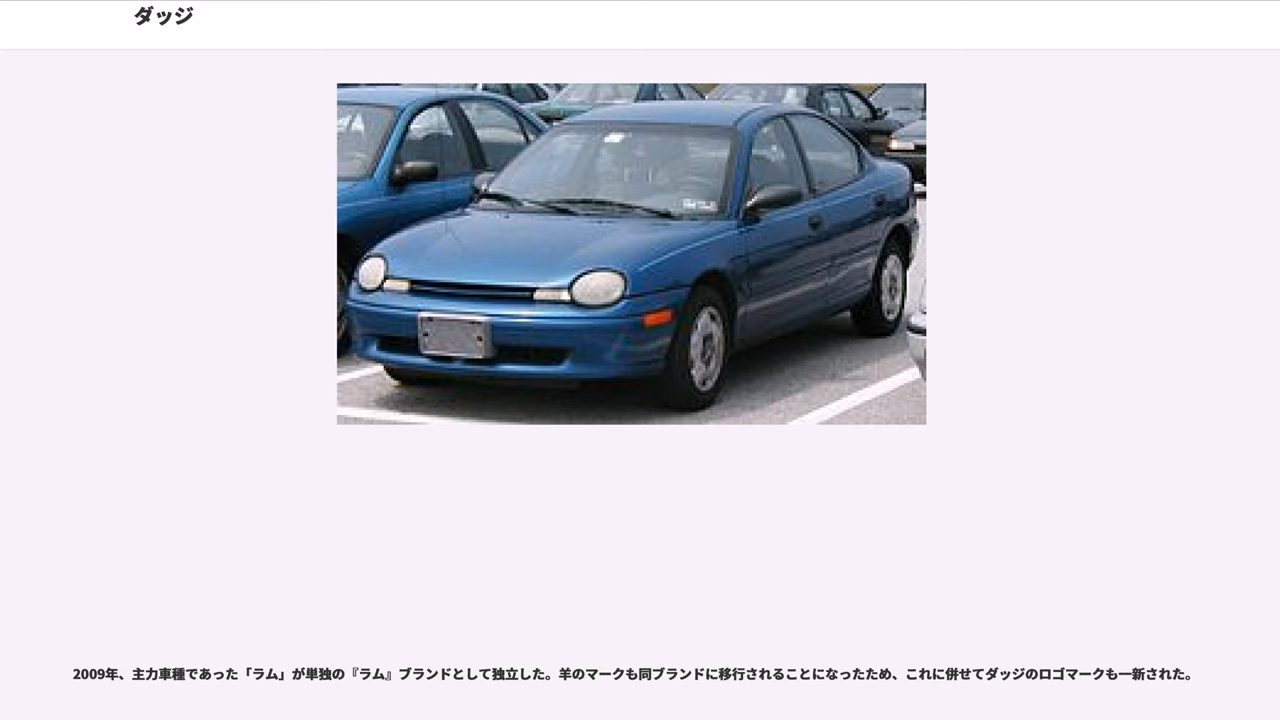 ダッジ
2009年、主力車種であった「ラム」が単独の『ラム』ブランドとして独立した。羊のマークも同ブランドに移行されることになったため、これに併せてダッジのロゴマークも一新された。